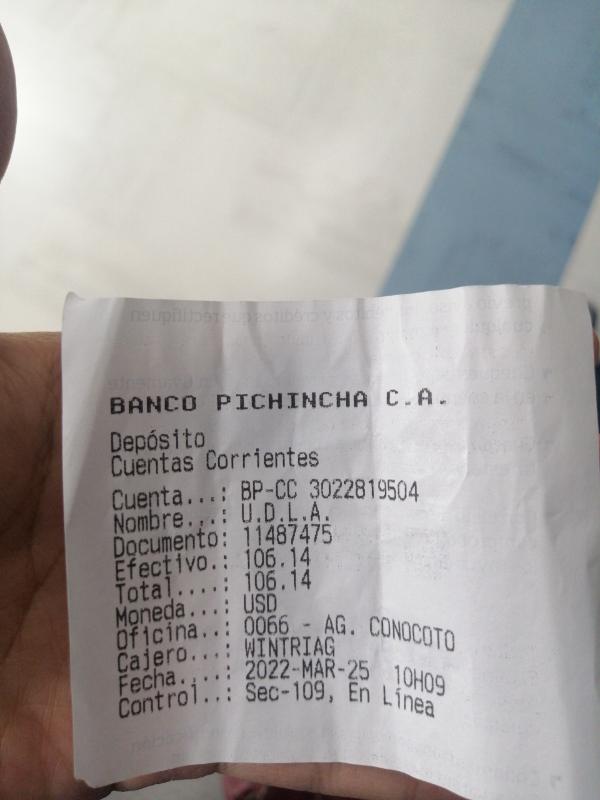 BANCO PICHINCHA C.A.
Depósito
Cuentas Corrientes
Cuenta...: BP-CC 3022819504
Nombre...: U.D.L.A.
Documento: 11487475
Efectivo.: 106.14
Total....: 106.14
Moneda...: USD
Oficina..: 0066 - AG. CONOCOTO
Cajero...: WINTRIAG
Fecha....: 2022-MAR-25 10H09
Control..: Sec-109, En Línea